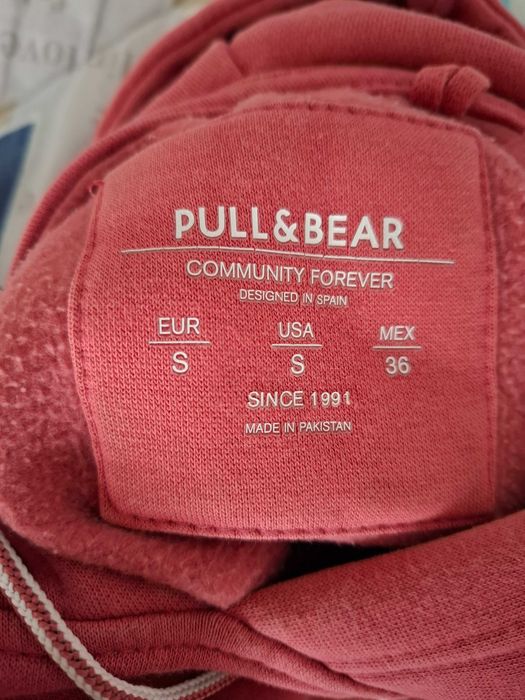 PULL&BEAR
COMMUNITY FOREVER
DESIGNED IN SPAIN
EUR USA MEX
S S 36
SINCE 1991
MADE IN PAKISTAN